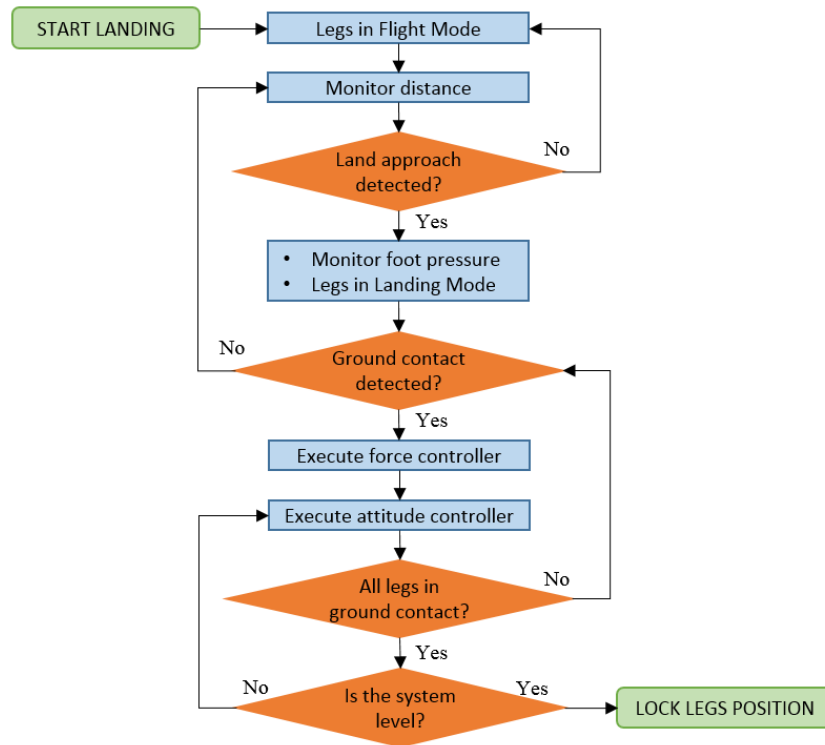 START LANDING
Legs in Flight Mode
Monitor distance
Land approach
detected?
No
Yes
• Monitor foot pressure
• Legs in Landing Mode
No
Ground contact
detected?
Yes
Execute force controller
Execute attitude controller
All legs in
ground contact?
No
Yes
No
Is the system
level?
Yes
LOCK LEGS POSITION